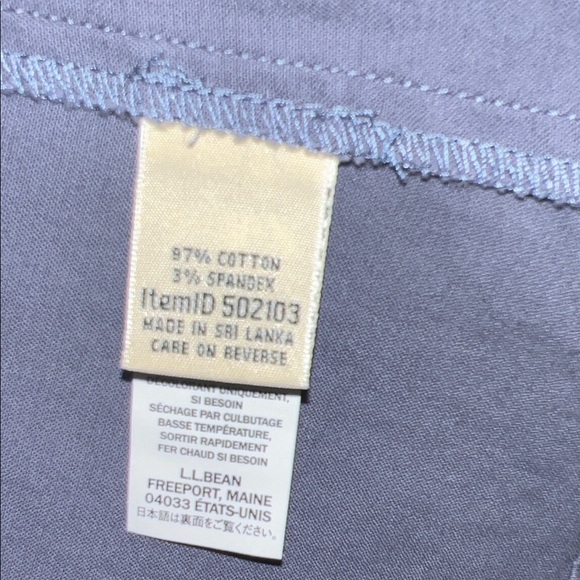 97% COTTON
3% SPANDEX
ItemID 502103
MADE IN SRI LANKA
CARE ON REVERSE
DÉCOLORANT UNIQUEMENT,
SI BESOIN
SÉCHAGE PAR CULBUTAGE
BASSE TEMPÉRATURE,
SORTIR RAPIDEMENT
FER CHAUD SI BESOIN
L.L.BEAN
FREEPORT, MAINE
04033 ÉTATS-UNIS
日本語は裏面をご覧ください。